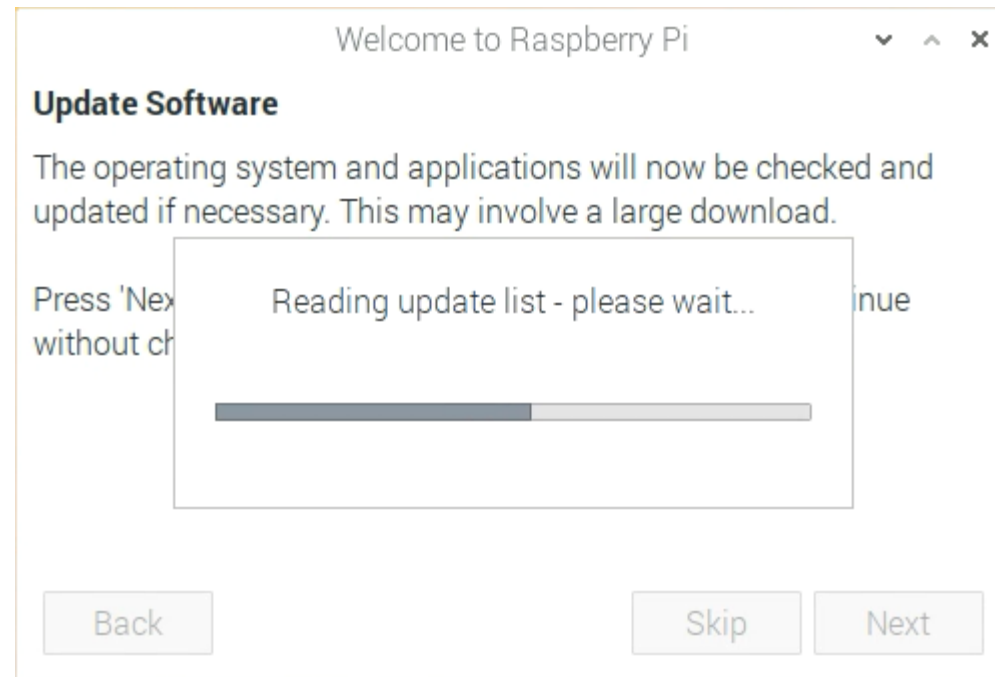 Welcome to Raspberry Pi
Update Software
The operating system and applications will now be checked and
updated if necessary. This may involve a large download.
Press 'Nex
inue
without ch
Reading update list - please wait...
Back
Skip
Next